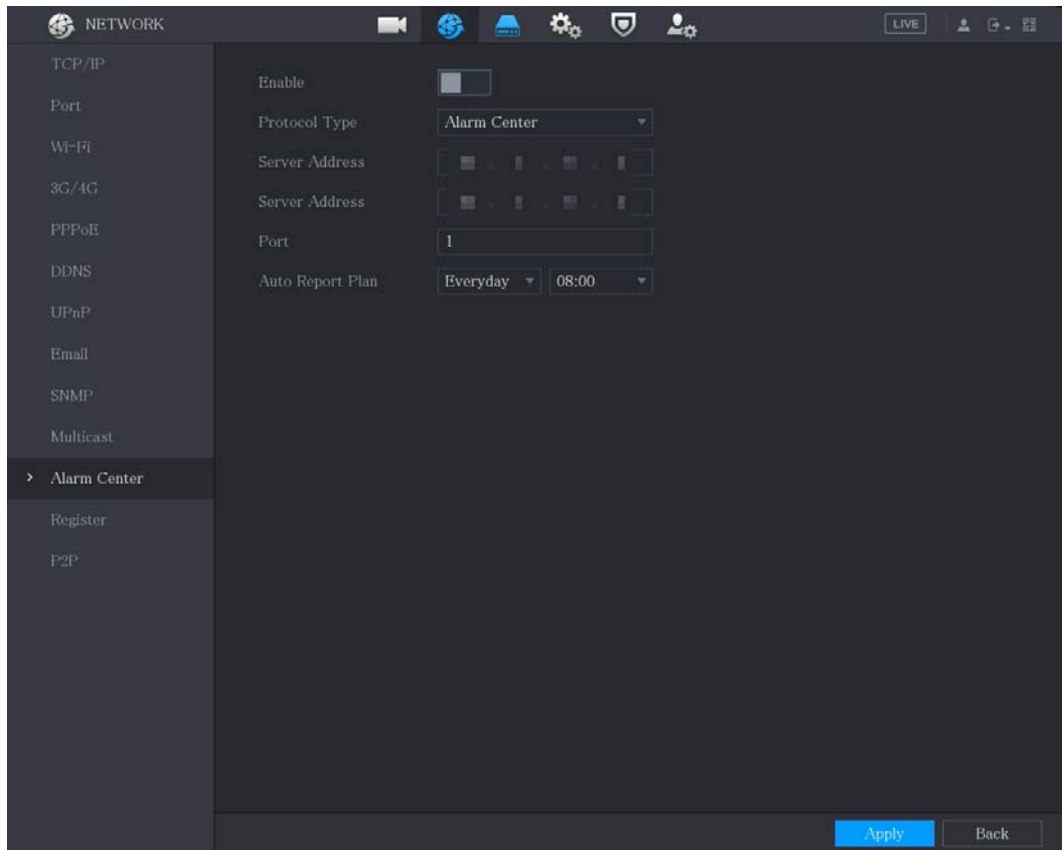 NETWORK
LIVE
TCP/IP
Port
Wi-Fi
3G/4G
PPPoE
DDNS
UPnP
Email
SNMP
Multicast
Alarm Center
Register
P2P
Enable
Protocol Type Alarm Center
Server Address
Server Address
Port 1
Auto Report Plan Everyday 08:00
Apply Back